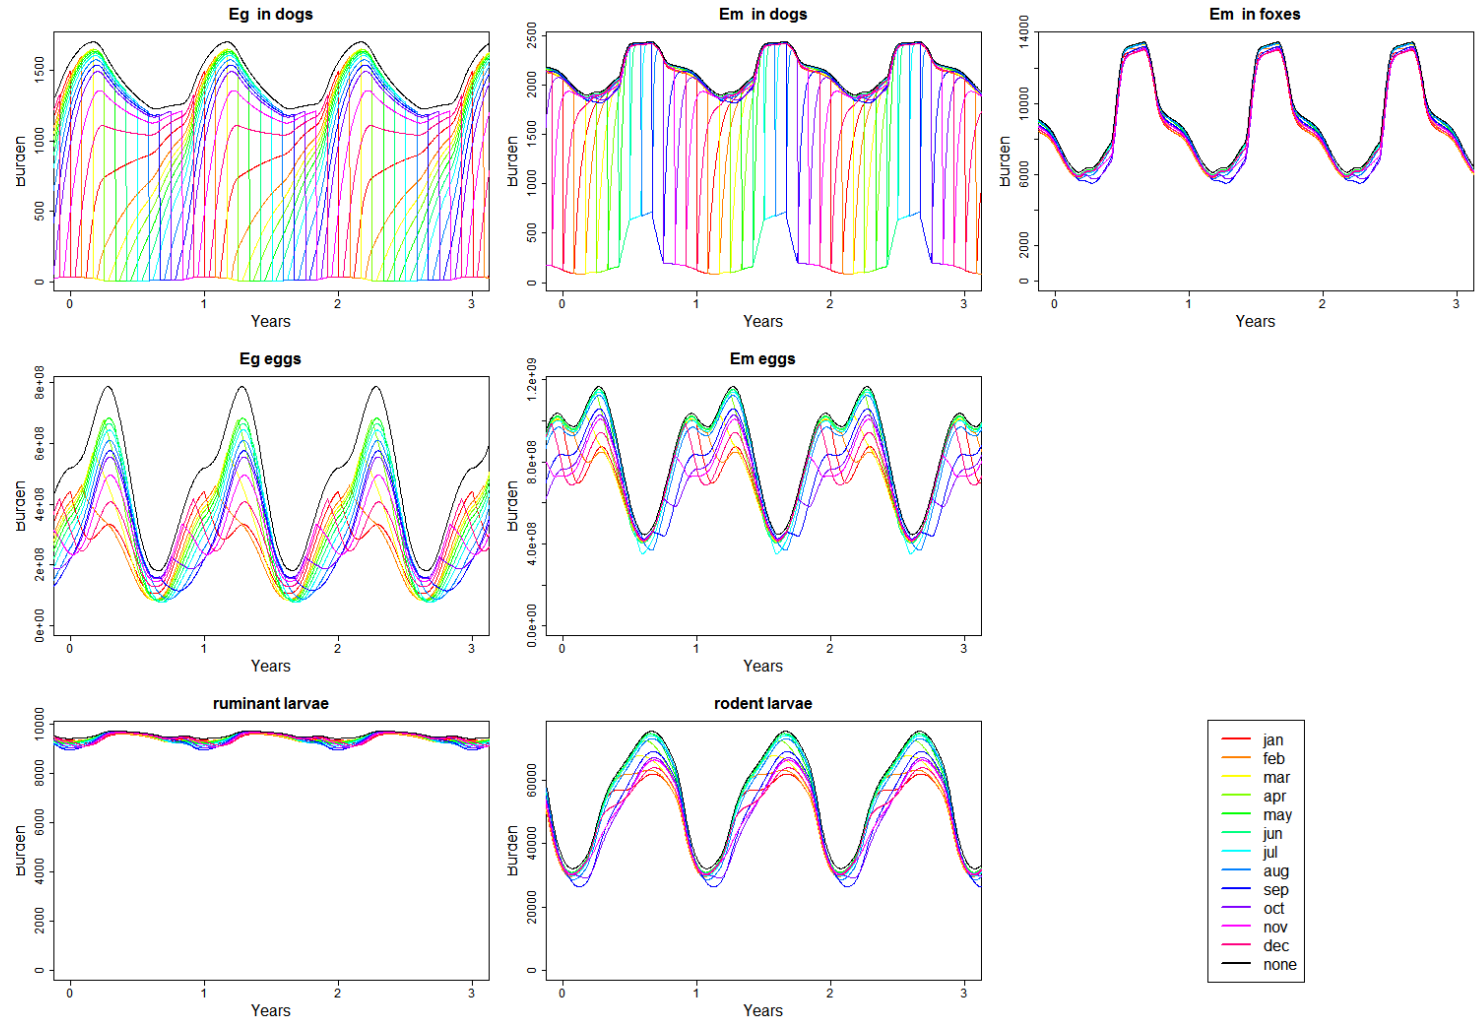 Eg in dogs
Em in dogs
Em in foxes
Burden
0
500
1000
1500
0
1
2
3
Years
Burden
0
500
1000
1500
2000
2500
0
1
2
3
Years
Burden
0
2000
6000
10000
14000
0
1
2
3
Years
Eg eggs
Em eggs
Burden
0e+00
2e+08
4e+08
6e+08
8e+08
0
1
2
3
Years
Burden
0.0e+00
4.0e+08
8.0e+08
1.2e+09
0
1
2
3
Years
ruminant larvae
rodent larvae
Burden
0
2000
4000
6000
8000
10000
0
1
2
3
Years
Burden
0
20000
40000
60000
0
1
2
3
Years
jan
feb
mar
apr
may
jun
jul
aug
sep
oct
nov
dec
none